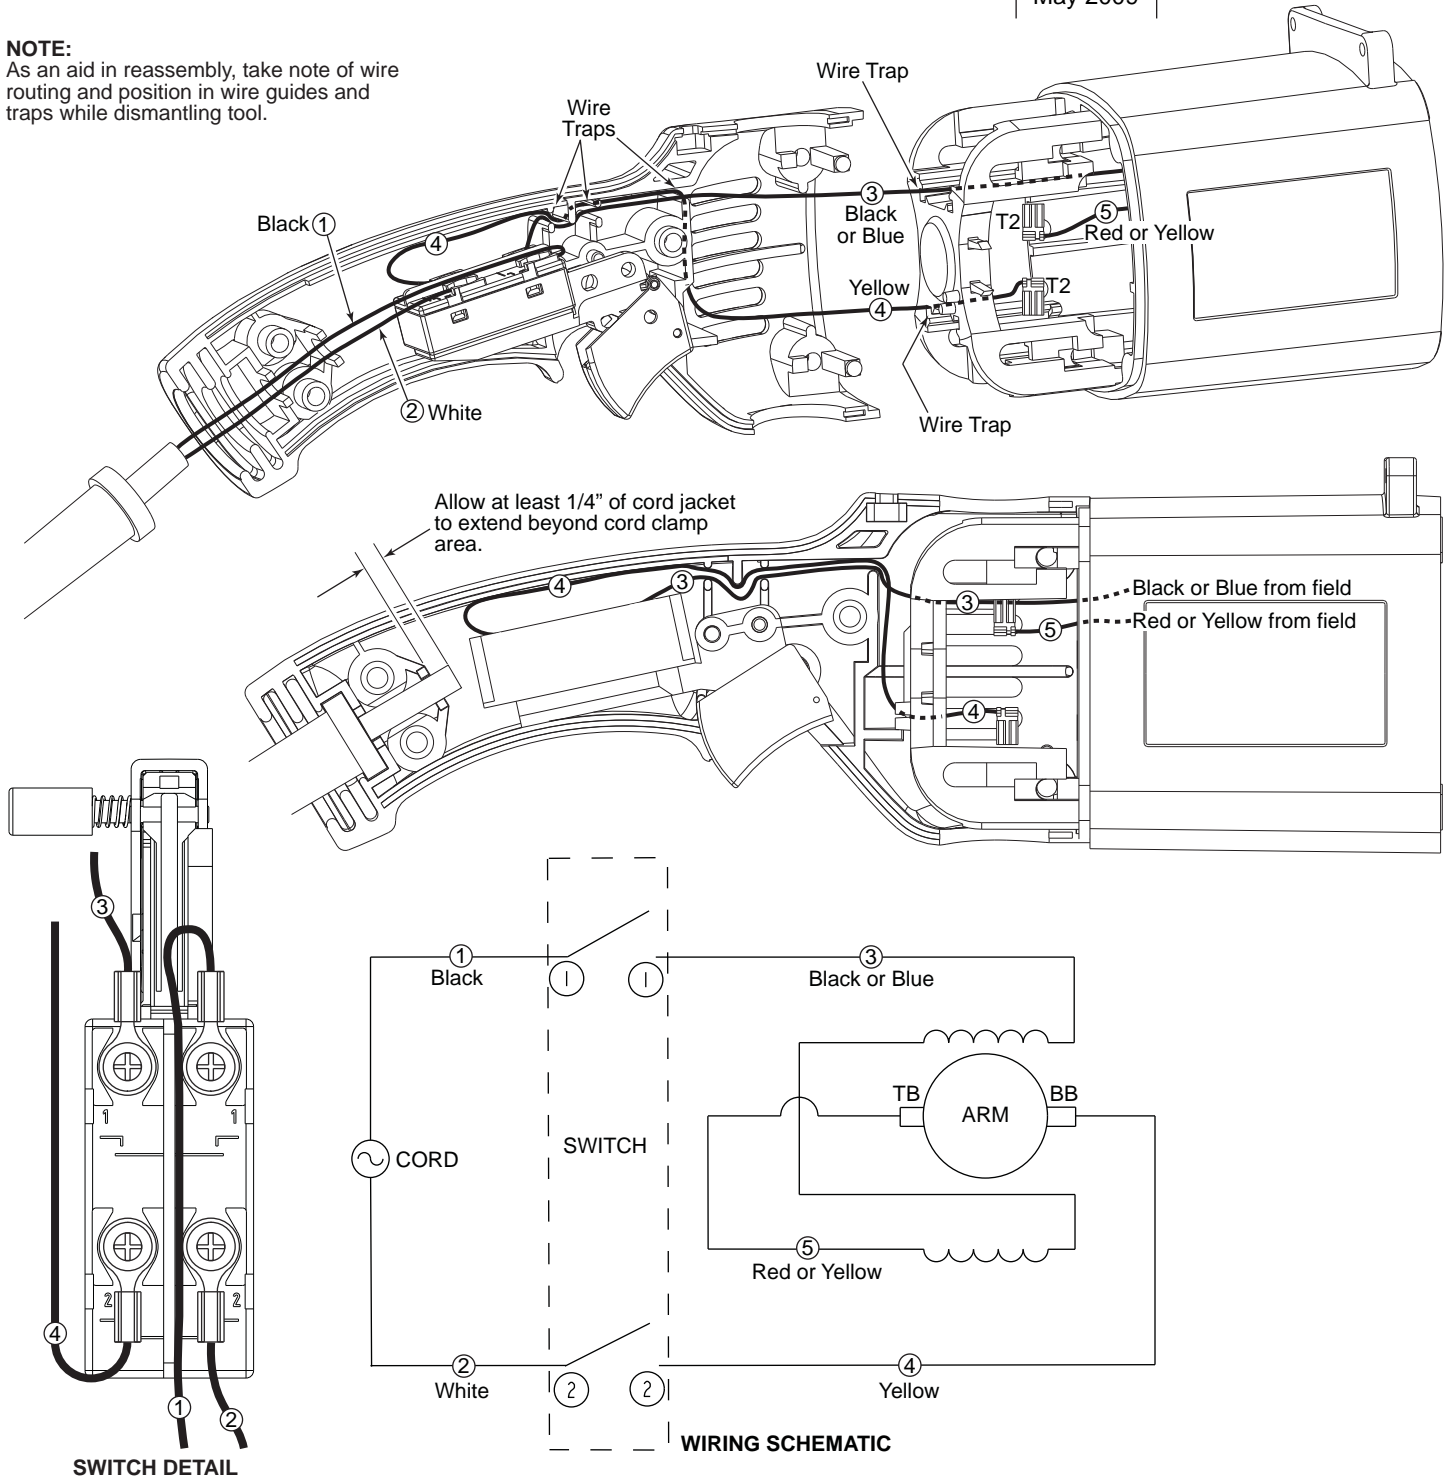 May 2009
NOTE:
As an aid in reassembly, take note of wire
routing and position in wire guides and
traps while dismantling tool.
Wire Trap
Wire
Traps
Black 1
4
3
Black
or Blue
T2
5
Red or Yellow
Yellow
4
T2
2 White
Wire Trap
Allow at least 1/4” of cord jacket
to extend beyond cord clamp
area.
4
3
3
Black or Blue from field
5
Red or Yellow from field
4
3
1
1
2
2
4
1
2
SWITCH DETAIL
1
Black
1
1
3
Black or Blue
TB
ARM
BB
CORD
SWITCH
5
Red or Yellow
2
White
2
2
4
Yellow
WIRING SCHEMATIC